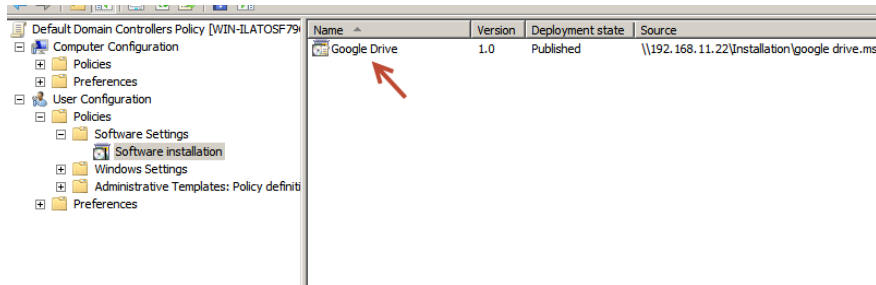 Default Domain Controllers Policy [WIN-ILATOSF79
Computer Configuration
Policies
Preferences
User Configuration
Policies
Software Settings
Software installation
Windows Settings
Administrative Templates: Policy definiti
Preferences
Name Version Deployment state Source
Google Drive 1.0 Published \\192.168.11.22\Installation\google drive.ms